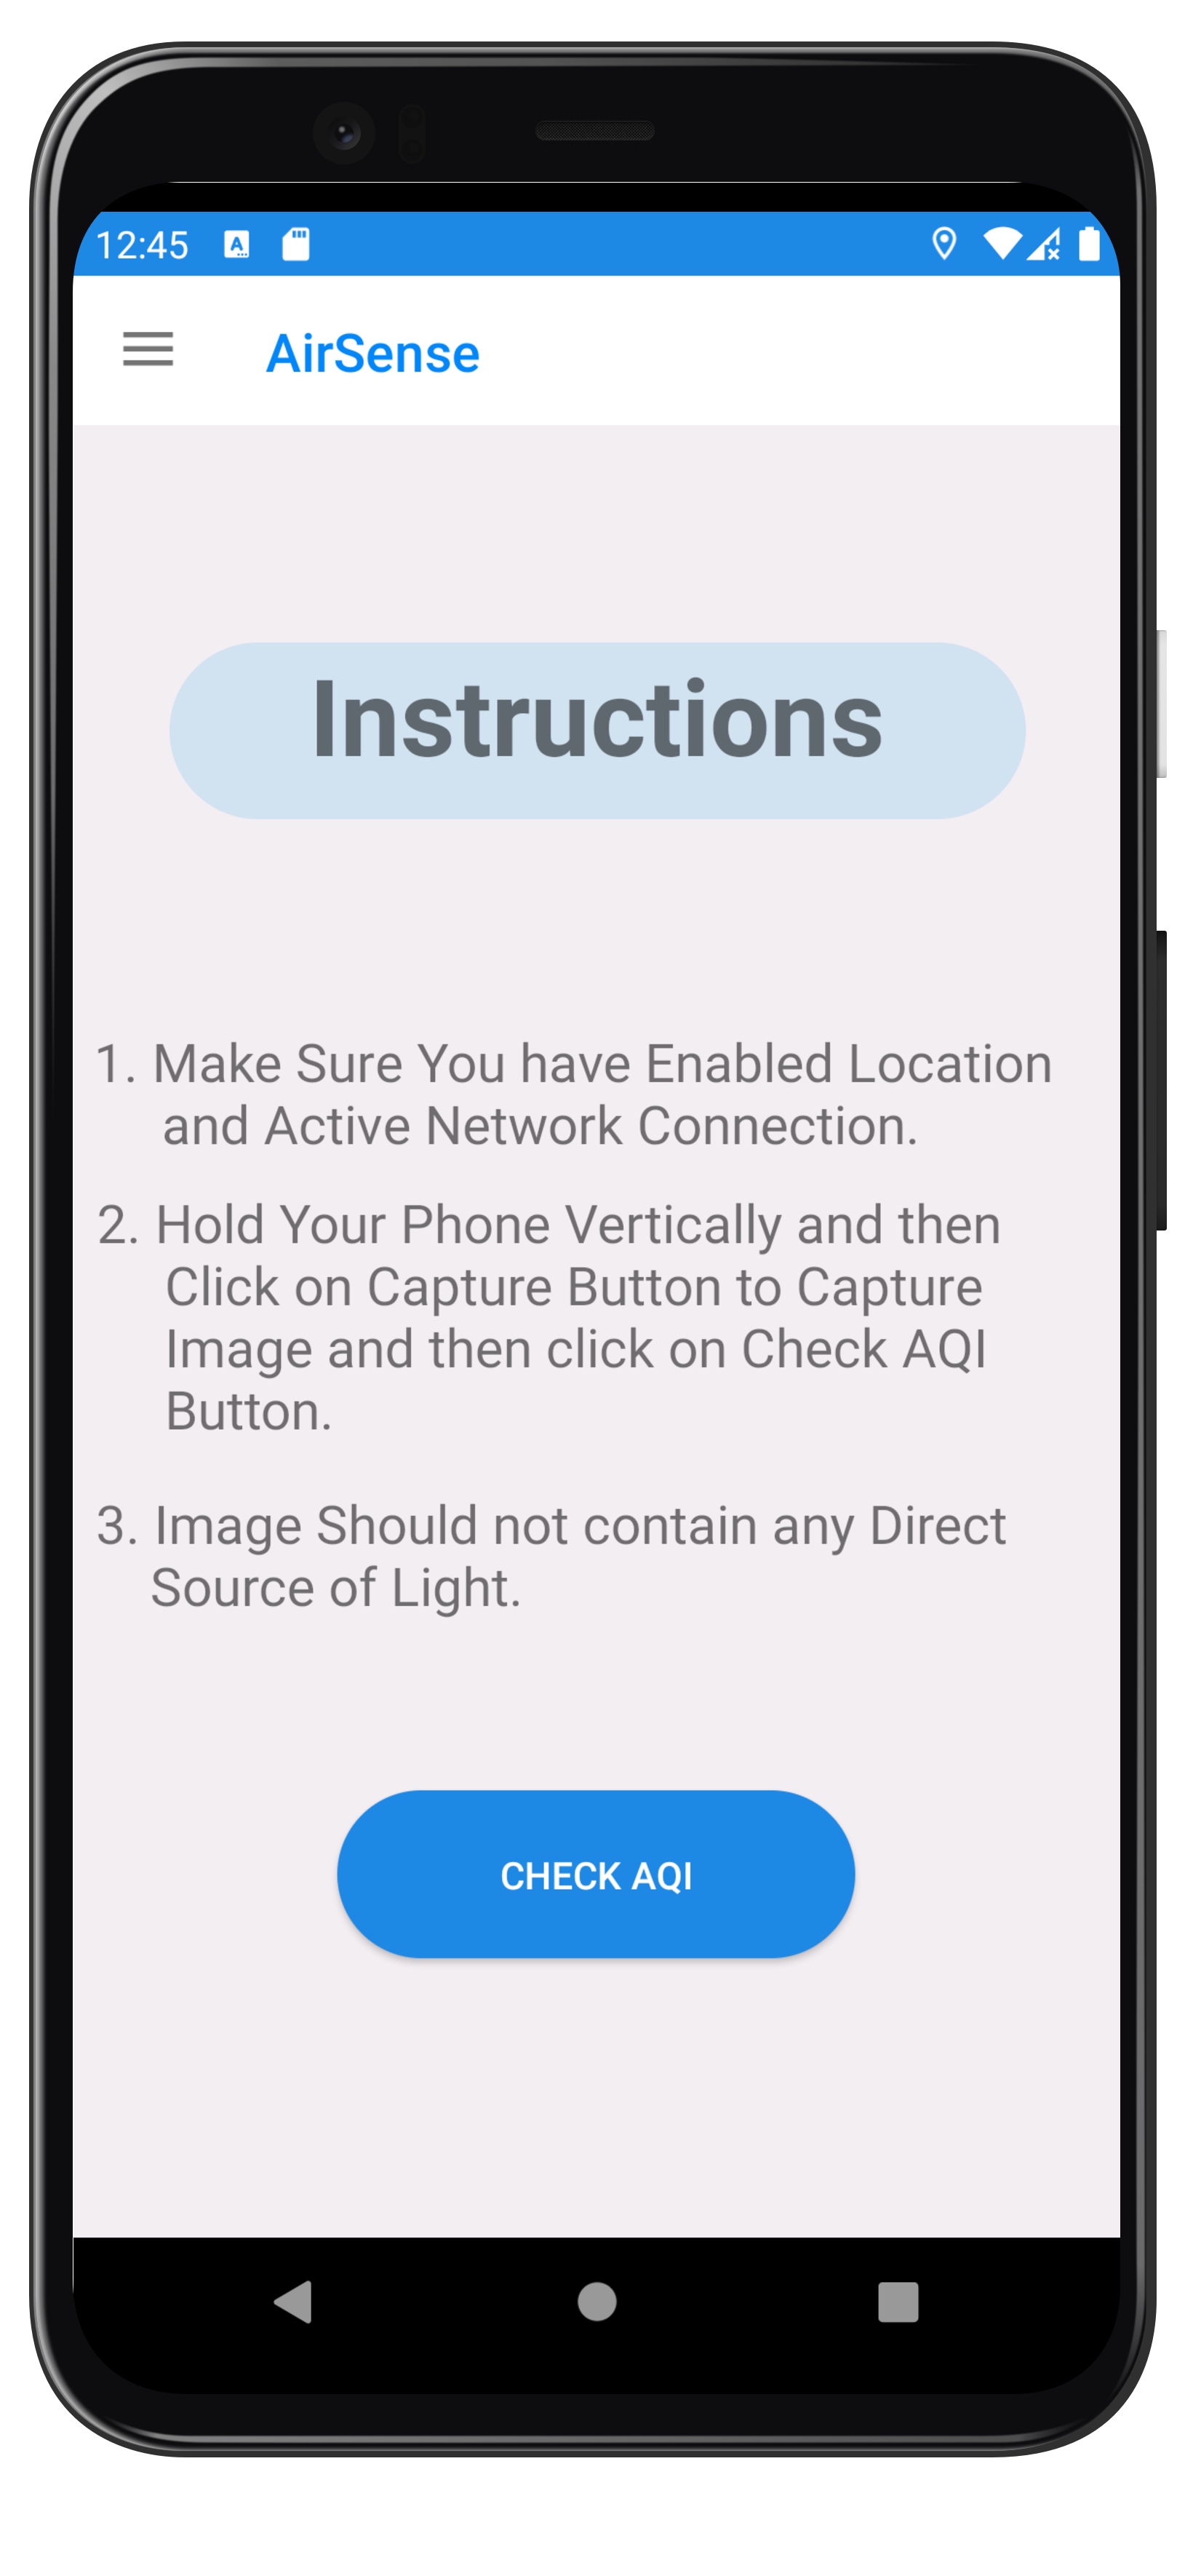 12:45
AirSense
Instructions
1. Make Sure You have Enabled Location
and Active Network Connection.
2. Hold Your Phone Vertically and then
Click on Capture Button to Capture
Image and then click on Check AQI
Button.
3. Image Should not contain any Direct
Source of Light.
CHECK AQI